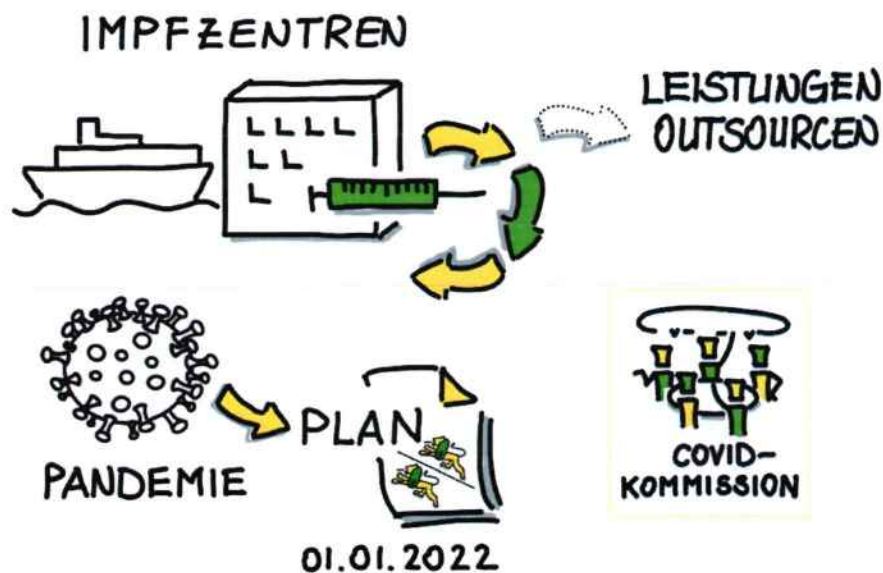 IMPFZENTREN
LEISTUNGEN
OUTSOURCEN
PANDEMIE
PLAN
01.01.2022
COVID-
KOMMISSION